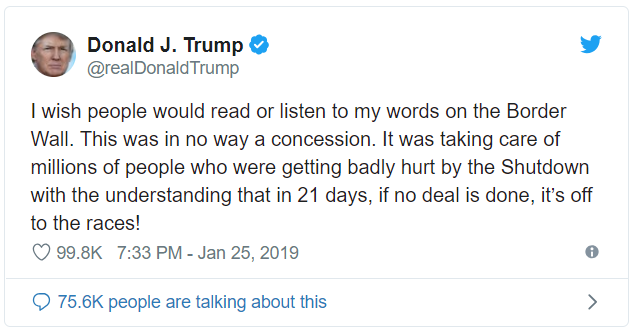 Donald J. Trump
@realDonaldTrump
I wish people would read or listen to my words on the Border
Wall. This was in no way a concession. It was taking care of
millions of people who were getting badly hurt by the Shutdown
with the understanding that in 21 days, if no deal is done, it's off
to the races!
99.8K 7:33 PM - Jan 25, 2019
75.6K people are talking about this